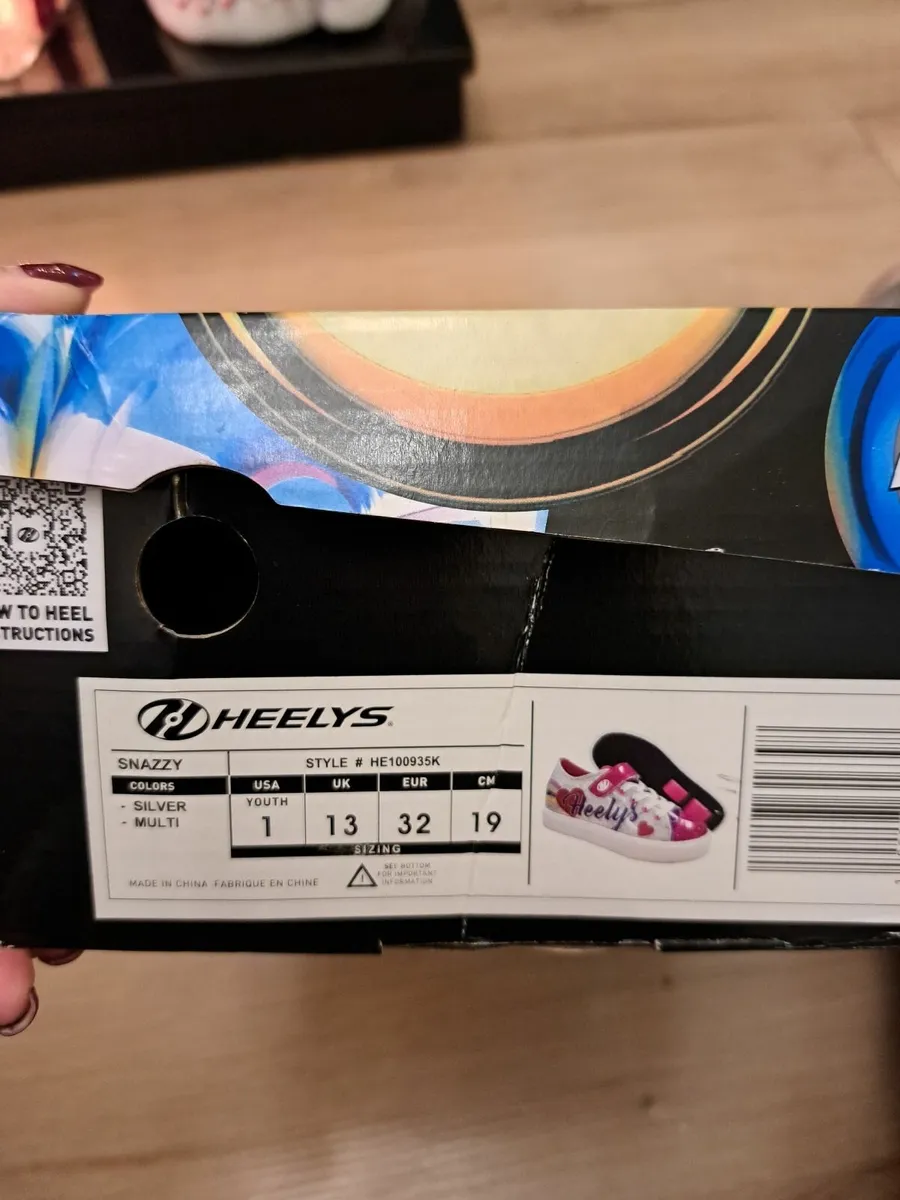 W TO HEEL
TRUCTIONS
HEELYS
SNAZZY
STYLE # HE100935K
COLORS
USA UK EUR CM
- SILVER
- MULTI
YOUTH
1 13 32 19
SIZING
MADE IN CHINA FABRIQUE EN CHINE
SEE BOTTOM
FOR IMPORTANT
INFORMATION
Heelys